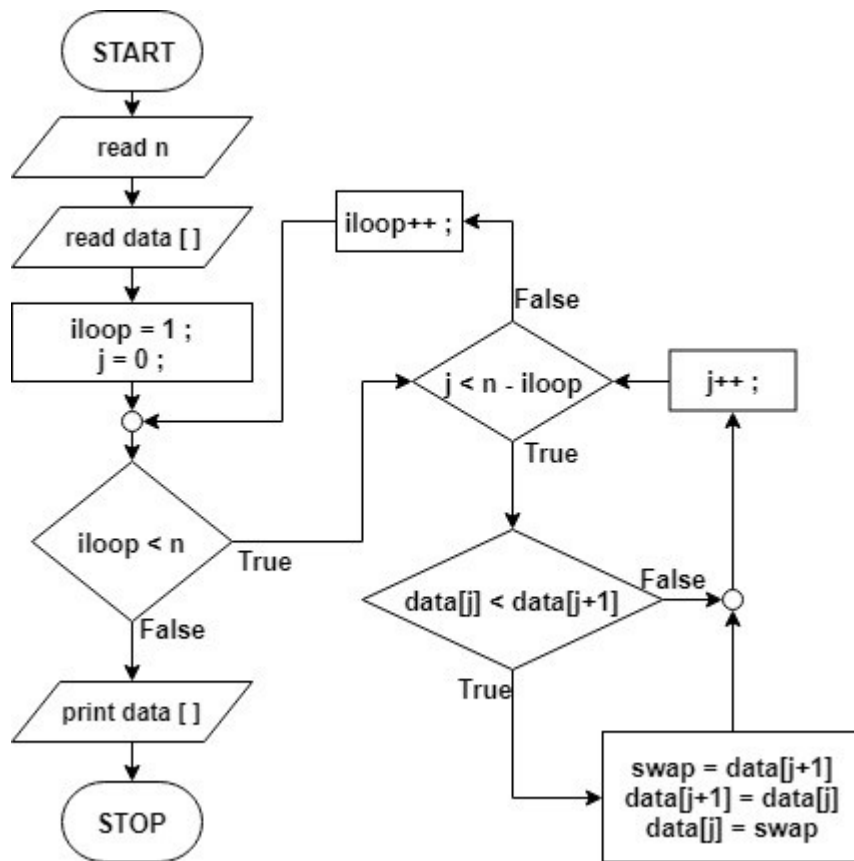 START
read n
read data [ ]
iloop = 1 ;
j = 0 ;
iloop < n
True
False
print data [ ]
STOP
iloop++ ;
False
j < n - iloop
True
j++ ;
data[j] < data[j+1]
False
True
swap = data[j+1]
data[j+1] = data[j]
data[j] = swap